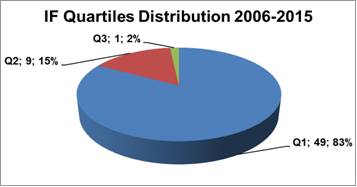 IF Quartiles Distribution 2006-2015
Q3; 1; 2%
Q2; 9; 15%
Q1; 49; 83%